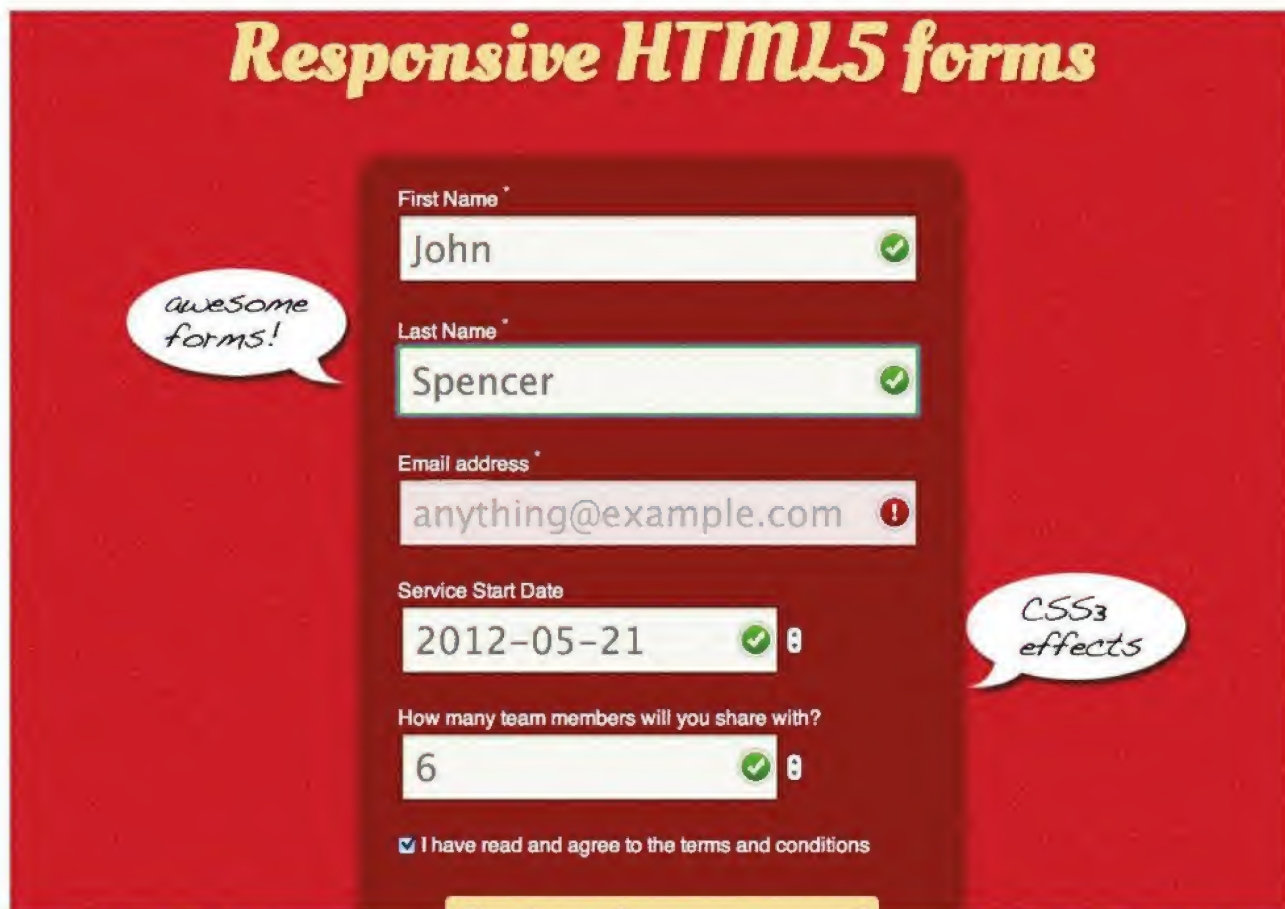 Responsive HTML5 forms
First Name *
John
awesome
forms!
Last Name *
Spencer
Email address *
anything@example.com
Service Start Date
2012-05-21
CSS3
effects
How many team members will you share with?
6
I have read and agree to the terms and conditions